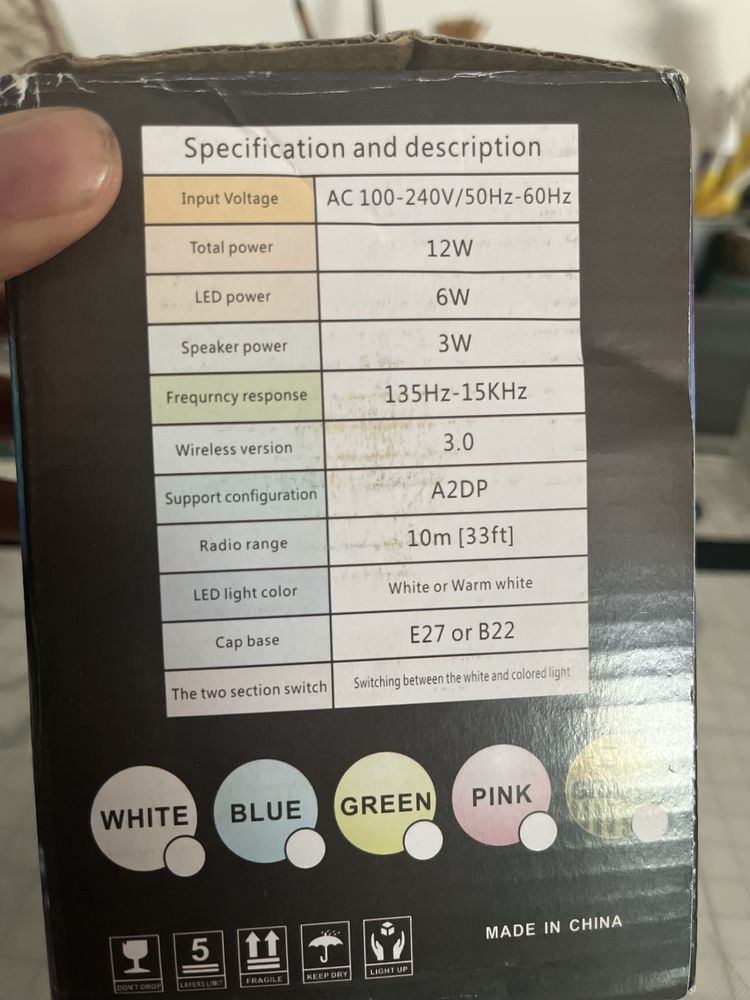 Specification and description
Input Voltage AC 100-240V/50Hz-60Hz
Total power 12W
LED power 6W
Speaker power 3W
Frequrncy response 135Hz-15KHz
Wireless version 3.0
Support configuration A2DP
Radio range 10m [33ft]
LED light color White or Warm white
Cap base E27 or B22
The two section switch Switching between the white and colored light
WHITE BLUE GREEN PINK
MADE IN CHINA
5
DON'T DROP LAYERS LIMIT FRAGILE KEEP DRY LIGHT UP